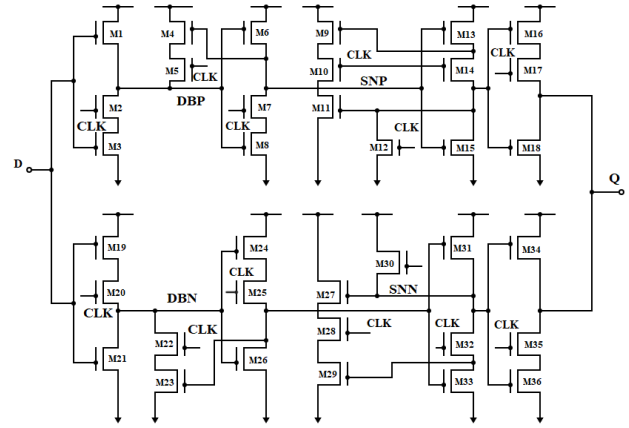 M1
M4
M6
M9
M13
M16
CLK
M5
CLK
M10
M14
M17
SNP
DBP
M2
M7
M11
CLK
CLK
CLK
M3
M8
M12
M15
M18
D
Q
M19
M24
M31
M34
M30
CLK
M20
M25
M27
SNN
DBN
CLK
M28
CLK
CLK
CLK
CLK
M21
M22
M26
M32
M35
M23
M29
M33
M36